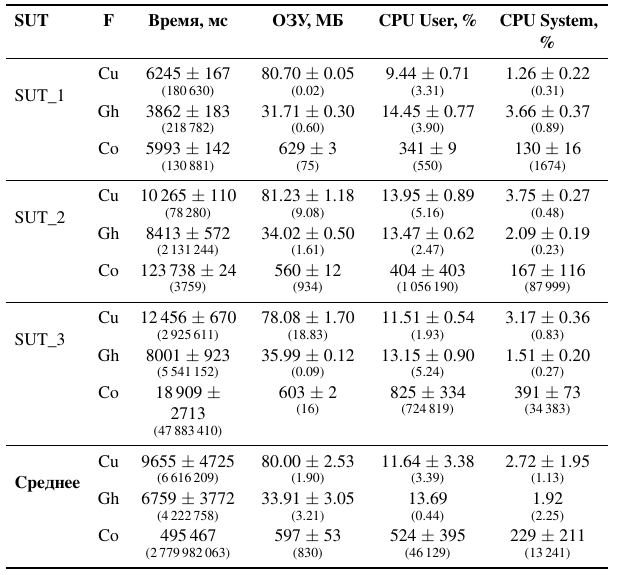 SUT F Время, мс ОЗУ, МБ CPU User, % CPU System, %
SUT_1
Cu 6245 ± 167 80.70 ± 0.05 9.44 ± 0.71 1.26 ± 0.22
(180 630) (0.02) (3.31) (0.31)
Gh 3862 ± 183 31.71 ± 0.30 14.45 ± 0.77 3.66 ± 0.37
(218 782) (0.60) (3.90) (0.89)
Co 5993 ± 142 629 ± 3 341 ± 9 130 ± 16
(130 881) (75) (550) (1674)
SUT_2
Cu 10 265 ± 110 81.23 ± 1.18 13.95 ± 0.89 3.75 ± 0.27
(78 280) (9.08) (5.16) (0.48)
Gh 8413 ± 572 34.02 ± 0.50 13.47 ± 0.62 2.09 ± 0.19
(2 131 244) (1.61) (2.47) (0.23)
Co 123 738 ± 24 560 ± 12 404 ± 403 167 ± 116
(3759) (934) (1 056 190) (87 999)
SUT_3
Cu 12 456 ± 670 78.08 ± 1.70 11.51 ± 0.54 3.17 ± 0.36
(2 925 611) (18.83) (1.93) (0.83)
Gh 8001 ± 923 35.99 ± 0.12 13.15 ± 0.90 1.51 ± 0.20
(5 541 152) (0.09) (5.24) (0.27)
Co 18 909 ± 603 ± 2 825 ± 334 391 ± 73
2713 (16) (724 819) (34 383)
(47 883 410)
Среднее
Cu 9655 ± 4725 80.00 ± 2.53 11.64 ± 3.38 2.72 ± 1.95
(6 616 209) (1.90) (3.39) (1.13)
Gh 6759 ± 3772 33.91 ± 3.05 13.69 1.92
(4 222 758) (3.21) (0.44) (2.25)
Co 495 467 597 ± 53 524 ± 395 229 ± 211
(2 779 982 063) (830) (46 129) (13 241)